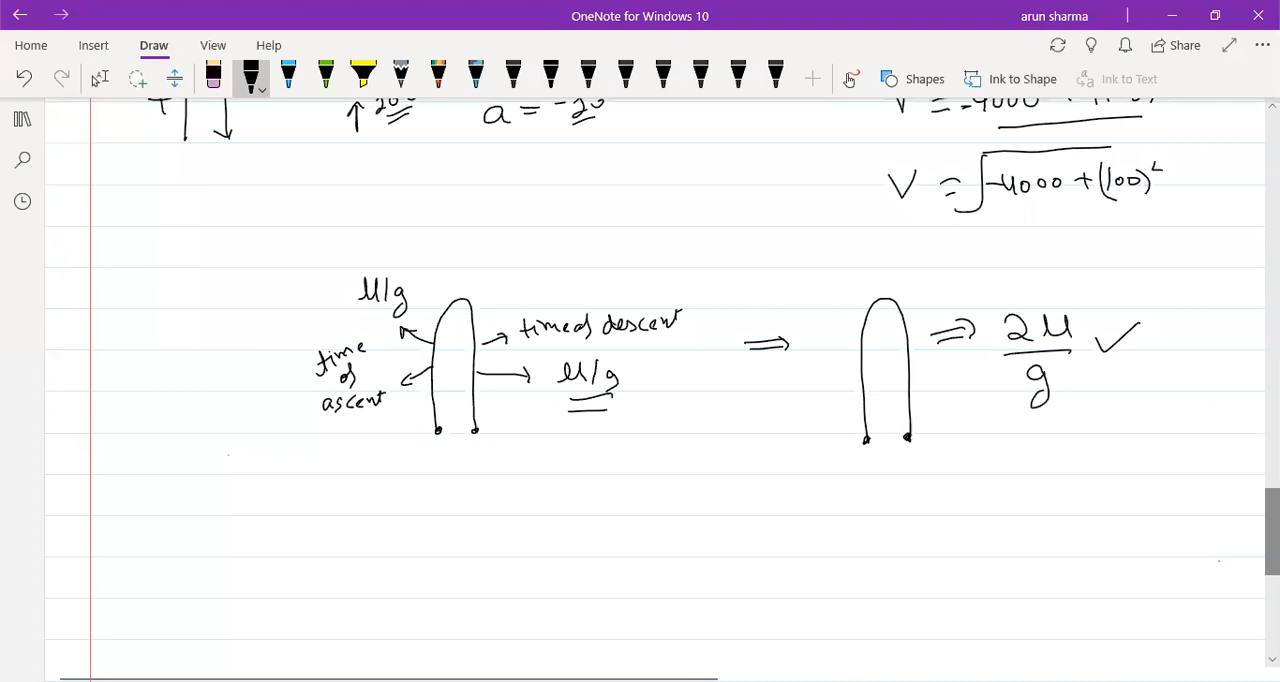 OneNote for Windows 10
arun sharma
Home Insert Draw View Help
Share
Shapes
Ink to Shape
Ink to Text
a = -20
V = √-4000 + (100)²
u/g
time of ascent
time of descent
u/g
⇒
⇒ 2u/g ✓